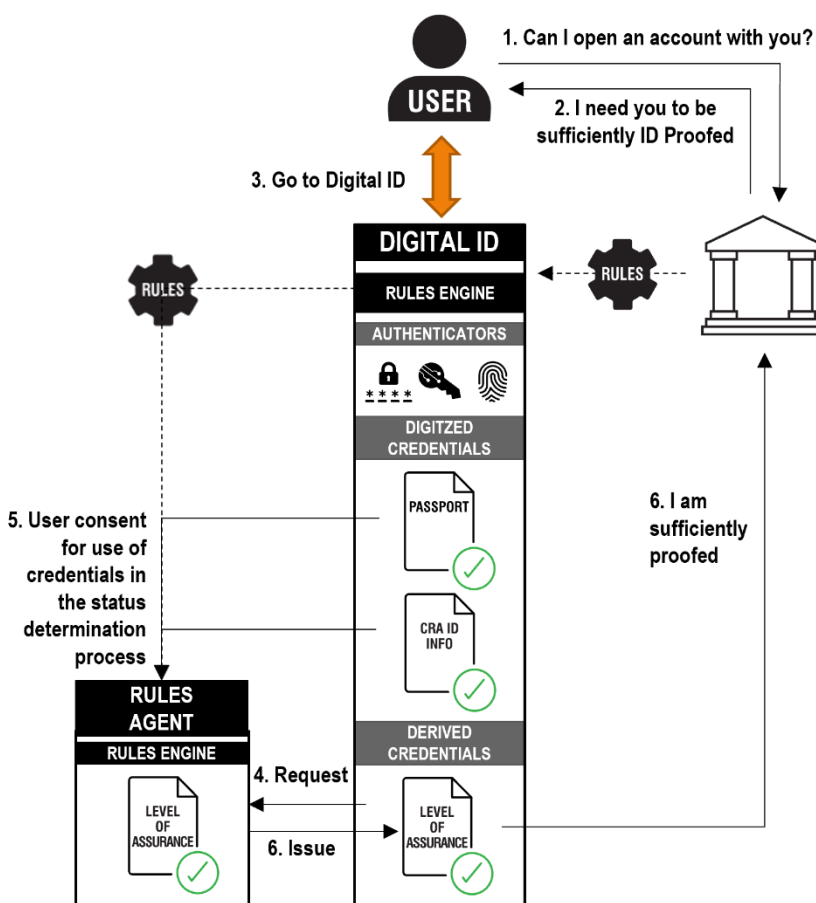 1. Can I open an account with you?
USER
2. I need you to be
sufficiently ID Proofed
3. Go to Digital ID
DIGITAL ID
RULES
RULES
RULES ENGINE
AUTHENTICATORS
* * * *
DIGITZED
CREDENTIALS
PASSPORT
5. User consent
for use of
credentials in
the status
determination
process
6. I am
sufficiently
proofed
CRA ID
INFO
RULES
AGENT
RULES ENGINE
DERIVED
CREDENTIALS
4. Request
LEVEL
OF
ASSURANCE
6. Issue
LEVEL
OF
ASSURANCE